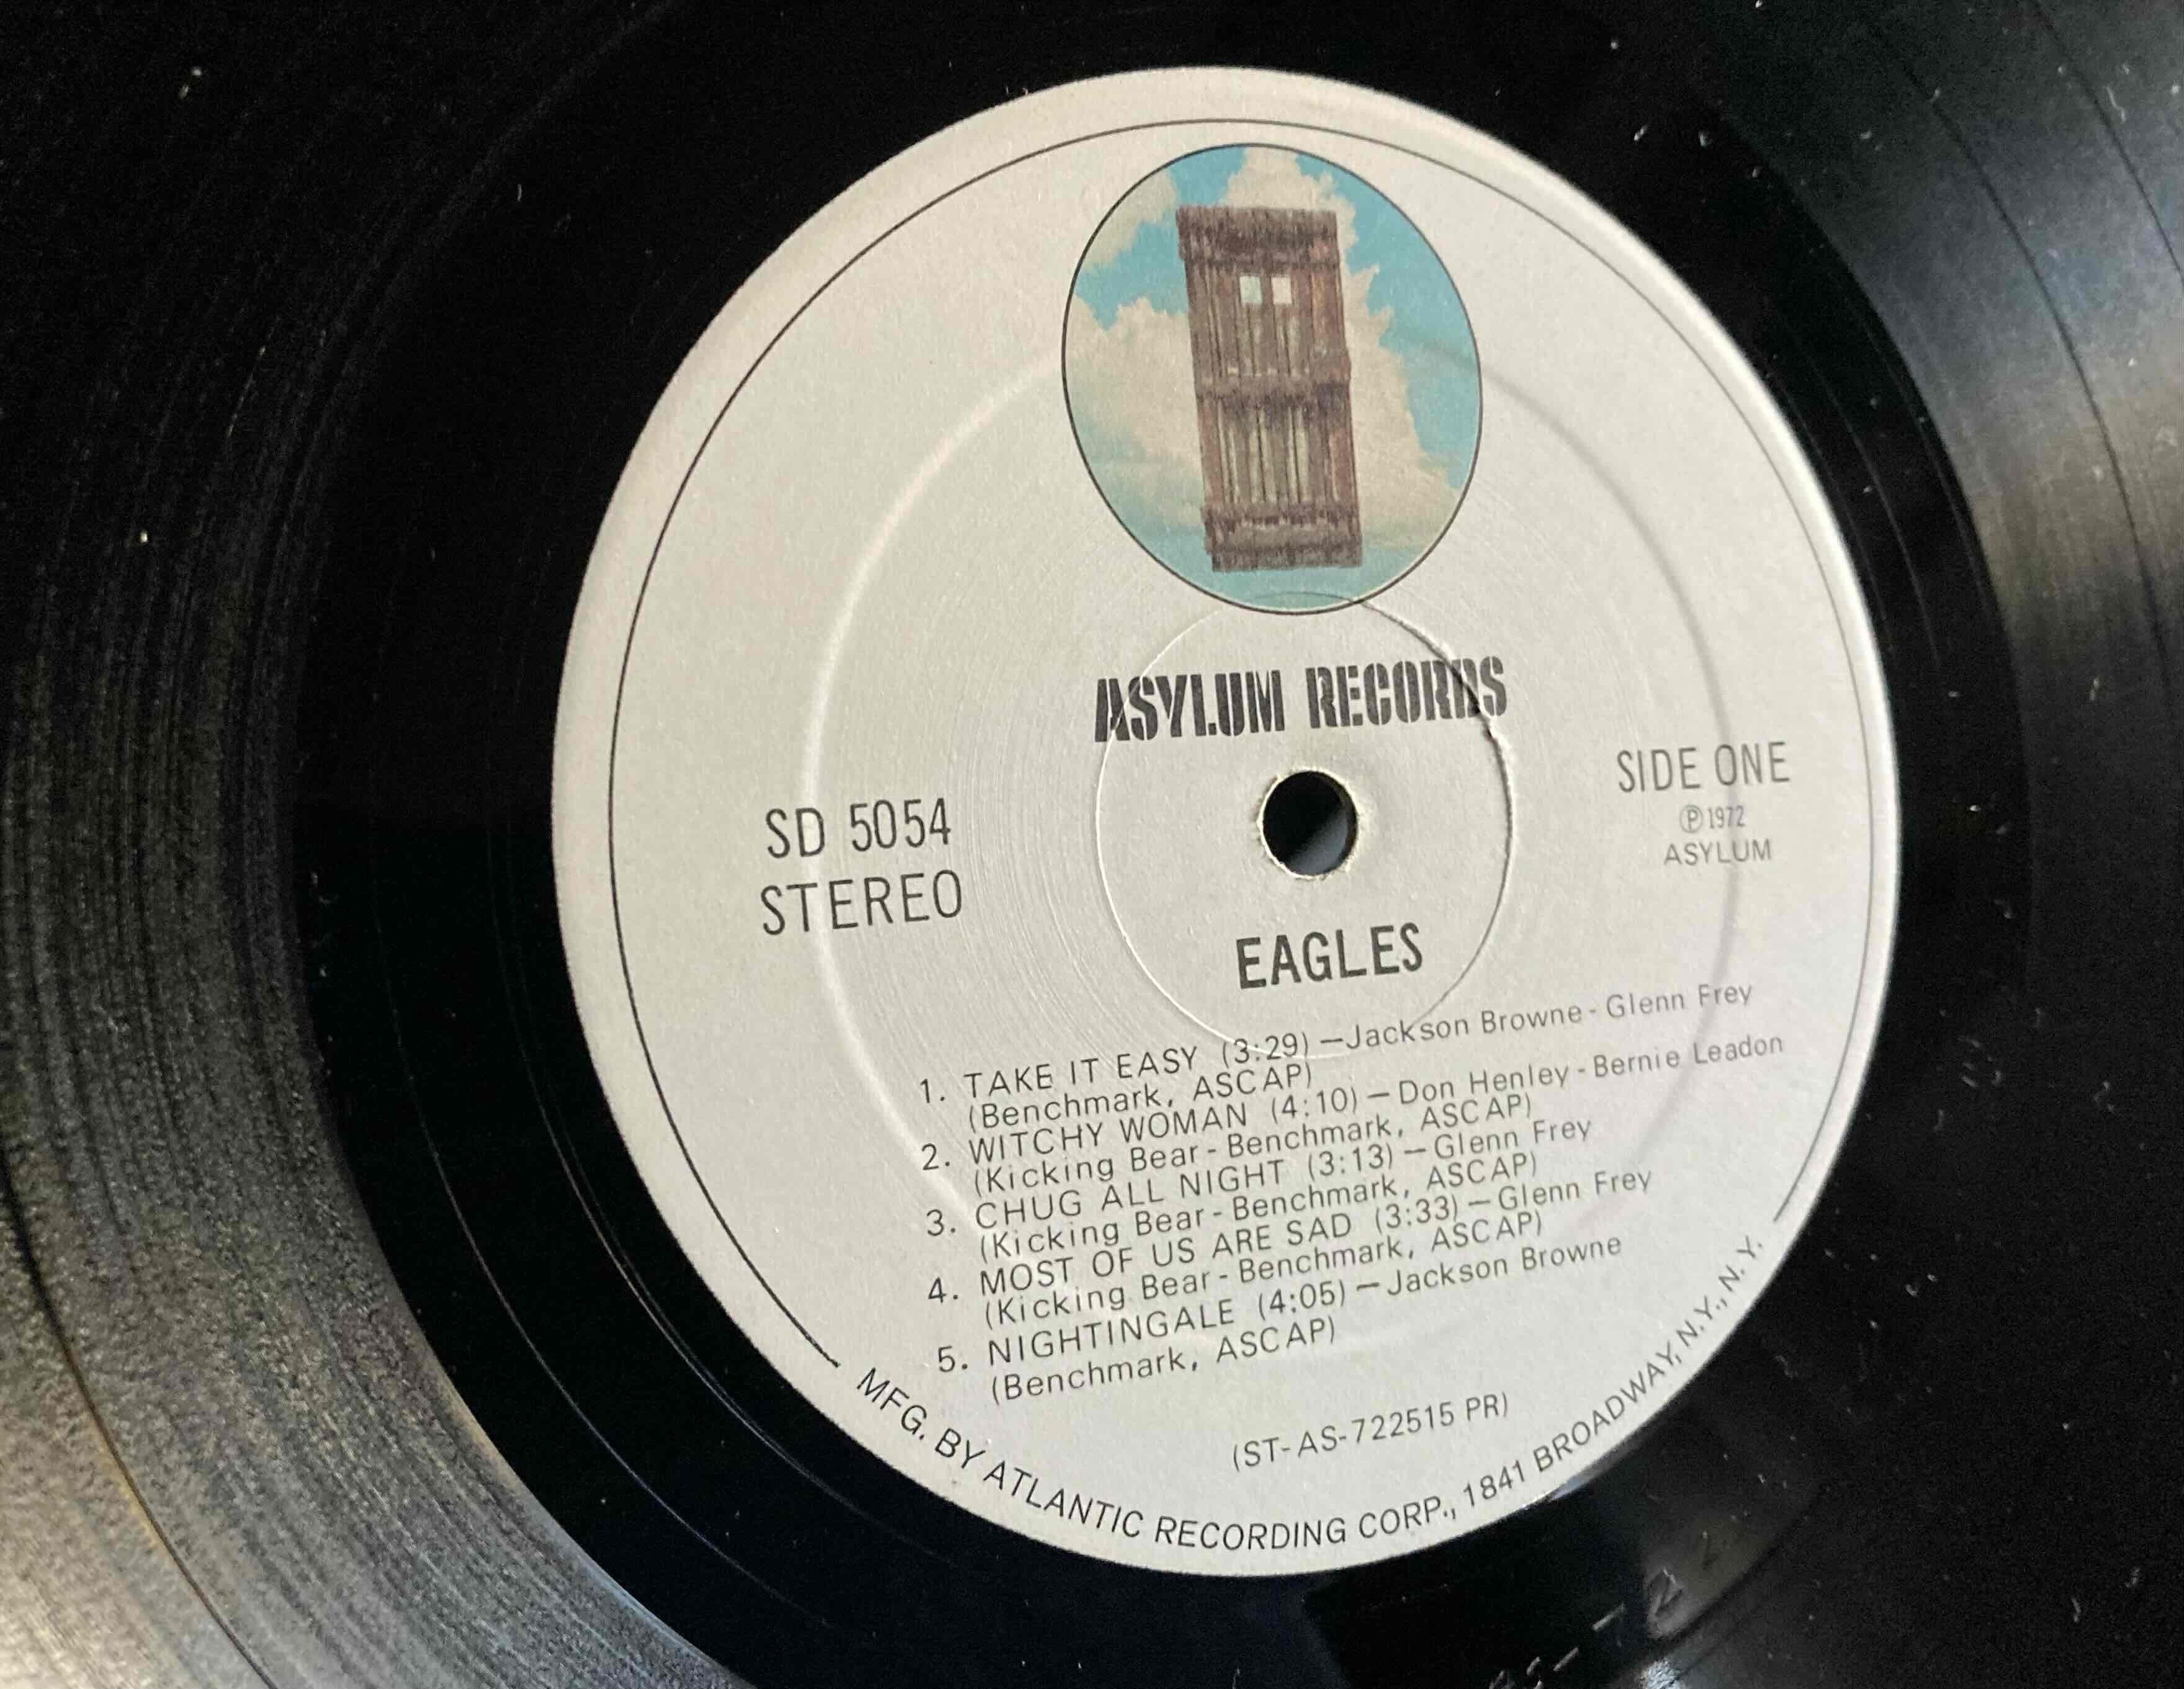 ASYLUM RECORDS
SIDE ONE
℗ 1972
ASYLUM
SD 5054
STEREO
EAGLES
1. TAKE IT EASY (3:29) — Jackson Browne - Glenn Frey
(Benchmark, ASCAP)
2. WITCHY WOMAN (4:10) — Don Henley - Bernie Leadon
(Kicking Bear - Benchmark, ASCAP)
3. CHUG ALL NIGHT (3:13) — Glenn Frey
(Kicking Bear - Benchmark, ASCAP)
4. MOST OF US ARE SAD (3:33) — Glenn Frey
(Kicking Bear - Benchmark, ASCAP)
5. NIGHTINGALE (4:05) — Jackson Browne
(Benchmark, ASCAP)
(ST-AS-722515 PR)
MFG. BY ATLANTIC RECORDING CORP., 1841 BROADWAY, N.Y., N.Y.